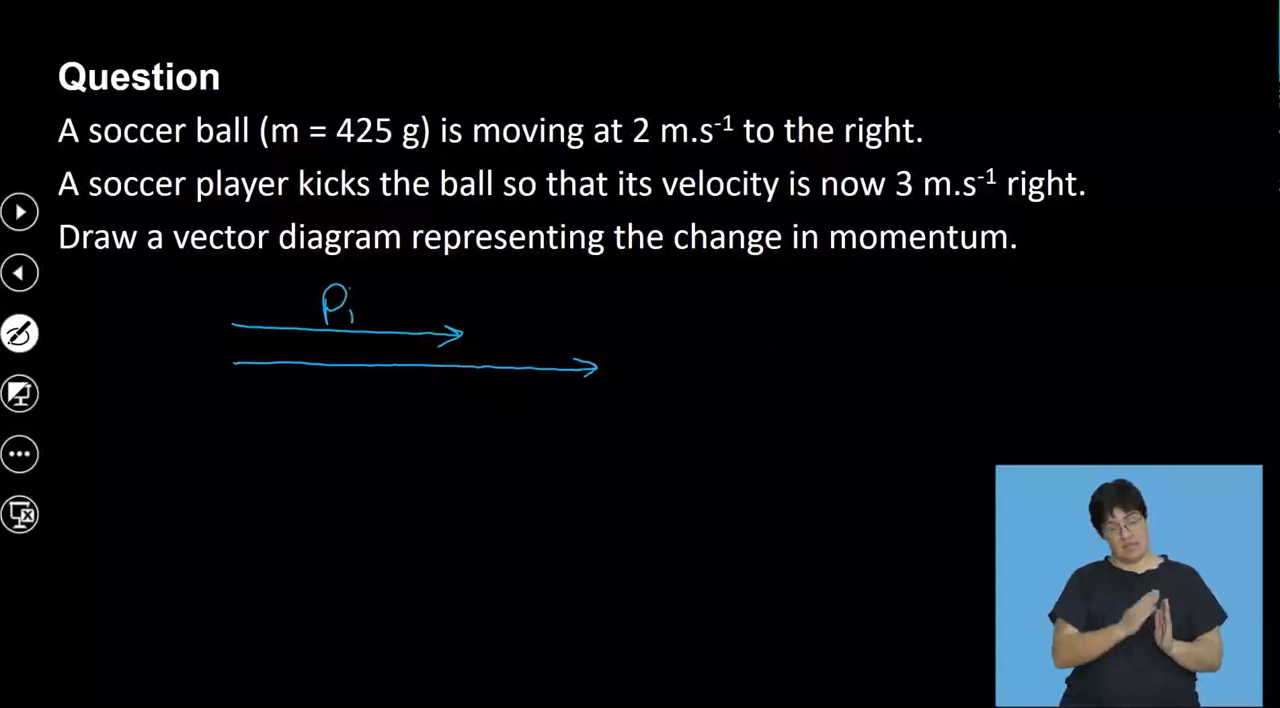 Question
A soccer ball (m = 425 g) is moving at 2 m.s⁻¹ to the right.
A soccer player kicks the ball so that its velocity is now 3 m.s⁻¹ right.
Draw a vector diagram representing the change in momentum.
Pi